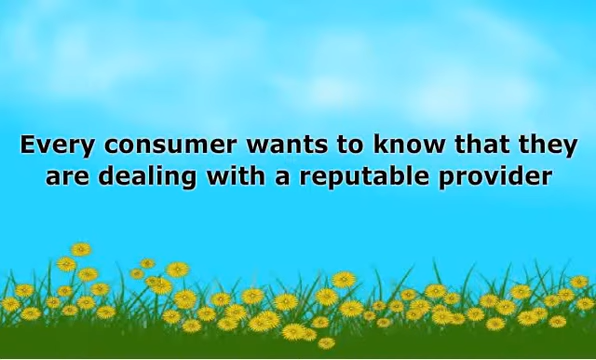 Every consumer wants to know that they
are dealing with a reputable provider